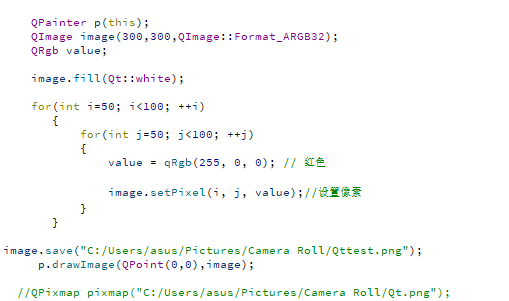 QPainter p(this);
QImage image(300,300,QImage::Format_ARGB32);
QRgb value;
image.fill(Qt::white);
for(int i=50; i<100; ++i)
{
for(int j=50; j<100; ++j)
{
value = qRgb(255, 0, 0); // 红色
image.setPixel(i, j, value);//设置像素
}
}
image.save("C:/Users/asus/Pictures/Camera Roll/Qttest.png");
p.drawImage(QPoint(0,0),image);
//QPixmap pixmap("C:/Users/asus/Pictures/Camera Roll/Qt.png");